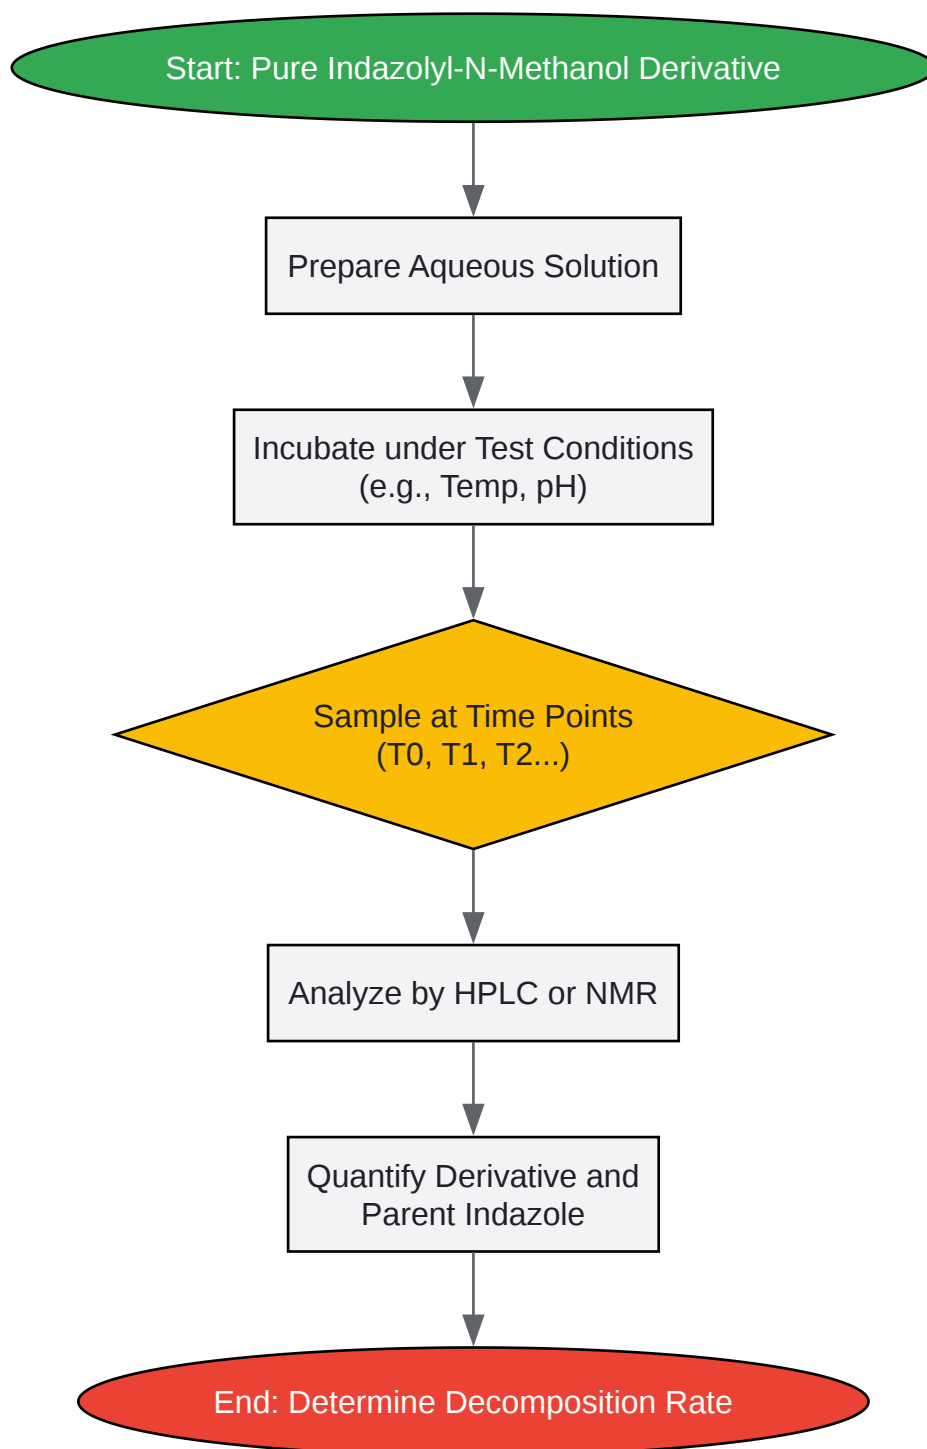 Start: Pure Indazolyl-N-Methanol Derivative
Prepare Aqueous Solution
Incubate under Test Conditions
(e.g., Temp, pH)
Sample at Time Points
(T0, T1, T2...)
Analyze by HPLC or NMR
Quantify Derivative and
Parent Indazole
End: Determine Decomposition Rate